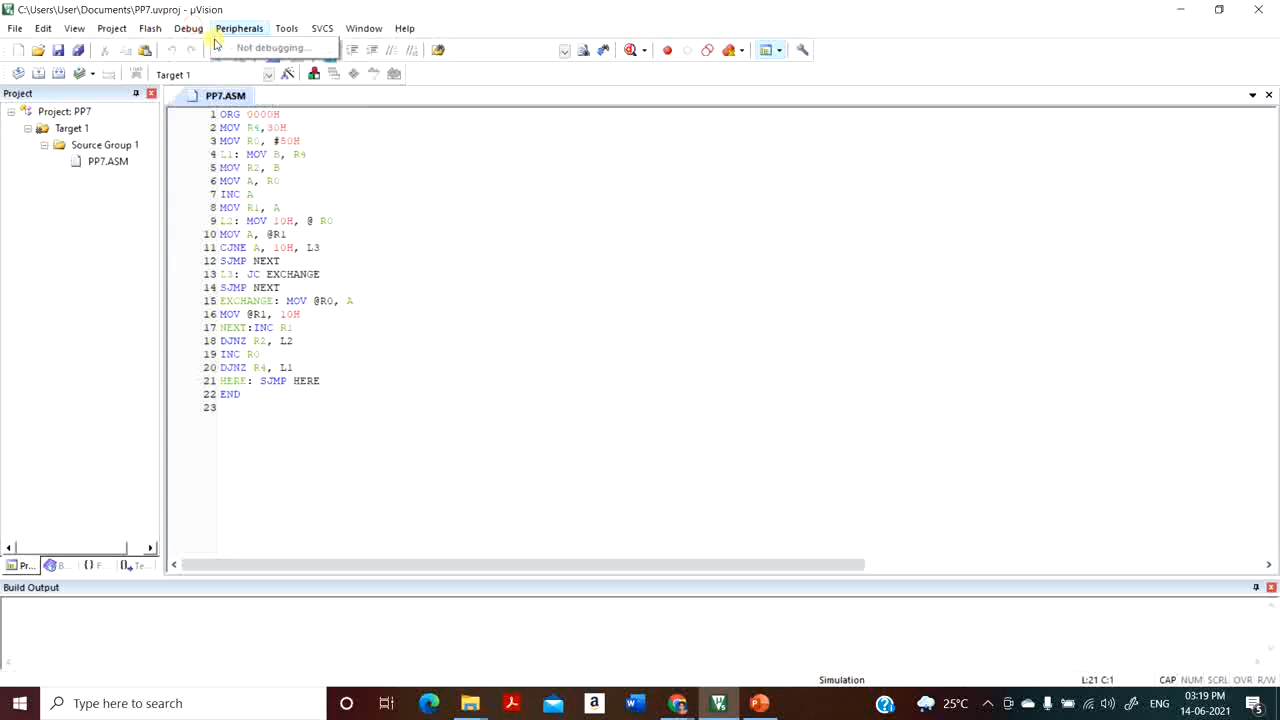 C:\Users\User\Documents\PP7.uvproj - µVision
File Edit View Project Flash Debug Peripherals Tools SVCS Window Help
Not debugging...
Target 1
Project
PP7.ASM
Project: PP7
Target 1
Source Group 1
PP7.ASM
1 ORG 0000H
2 MOV R4,30H
3 MOV R0, #50H
4 L1: MOV B, R4
5 MOV R2, B
6 MOV A, R0
7 INC A
8 MOV R1, A
9 L2: MOV 10H, @ R0
10 MOV A, @R1
11 CJNE A, 10H, L3
12 SJMP NEXT
13 L3: JC EXCHANGE
14 SJMP NEXT
15 EXCHANGE: MOV @R0, A
16 MOV @R1, 10H
17 NEXT:INC R1
18 DJNZ R2, L2
19 INC R0
20 DJNZ R4, L1
21 HERE: SJMP HERE
22 END
23
Pr... B... {} F... Te...
Build Output
Simulation L:21 C:1 CAP NUM SCRL OVR R/W
Type here to search
25°C ENG 03:19 PM
14-06-2021